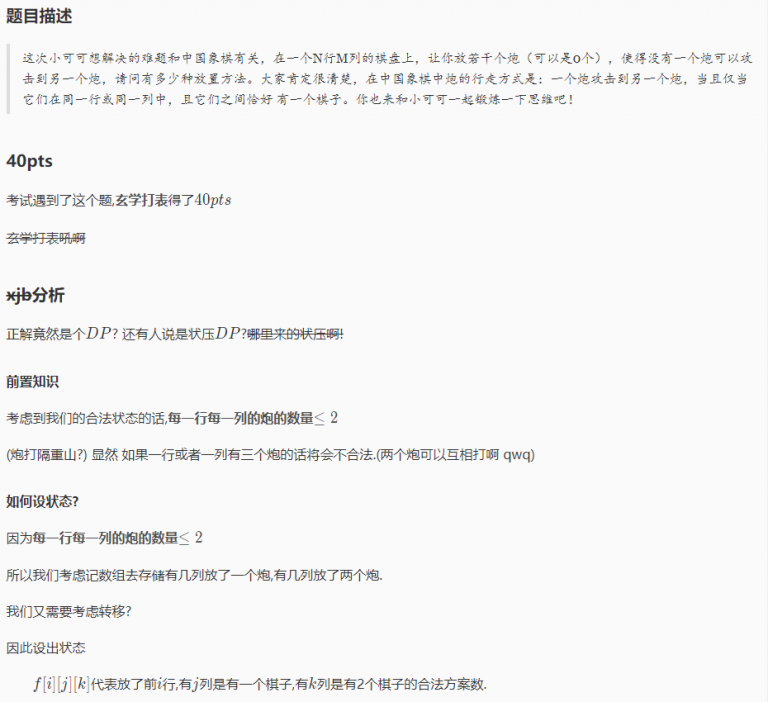 题目描述
这次小可可想解决的难题和中国象棋有关，在一个N行M列的棋盘上，让你放若干个炮（可以是0个），使得没有一个炮可以攻
击到另一个炮，请问有多少种放置方法。大家肯定很清楚，在中国象棋中炮的行走方式是：一个炮攻击到另一个炮，当且仅当
它们在同一行或同一列中，且它们之间恰好 有一个棋子。你也来和小可可一起锻炼一下思维吧！
40pts
考试遇到了这个题,玄学打表得了40pts
玄学打表吼啊
xjb分析
正解竟然是个DP? 还有人说是状压DP?哪里来的状压啊!
前置知识
考虑到我们的合法状态的话,每一行每一列的炮的数量≤ 2
(炮打隔重山?) 显然 如果一行或者一列有三个炮的话将会不合法.(两个炮可以互相打啊 qwq)
如何设状态?
因为每一行每一列的炮的数量≤ 2
所以我们考虑记数组去存储有几列放了一个炮,有几列放了两个炮.
我们又需要考虑转移?
因此设出状态
f[i][j][k]代表放了前i行,有j列是有一个棋子,有k列是有2个棋子的合法方案数.